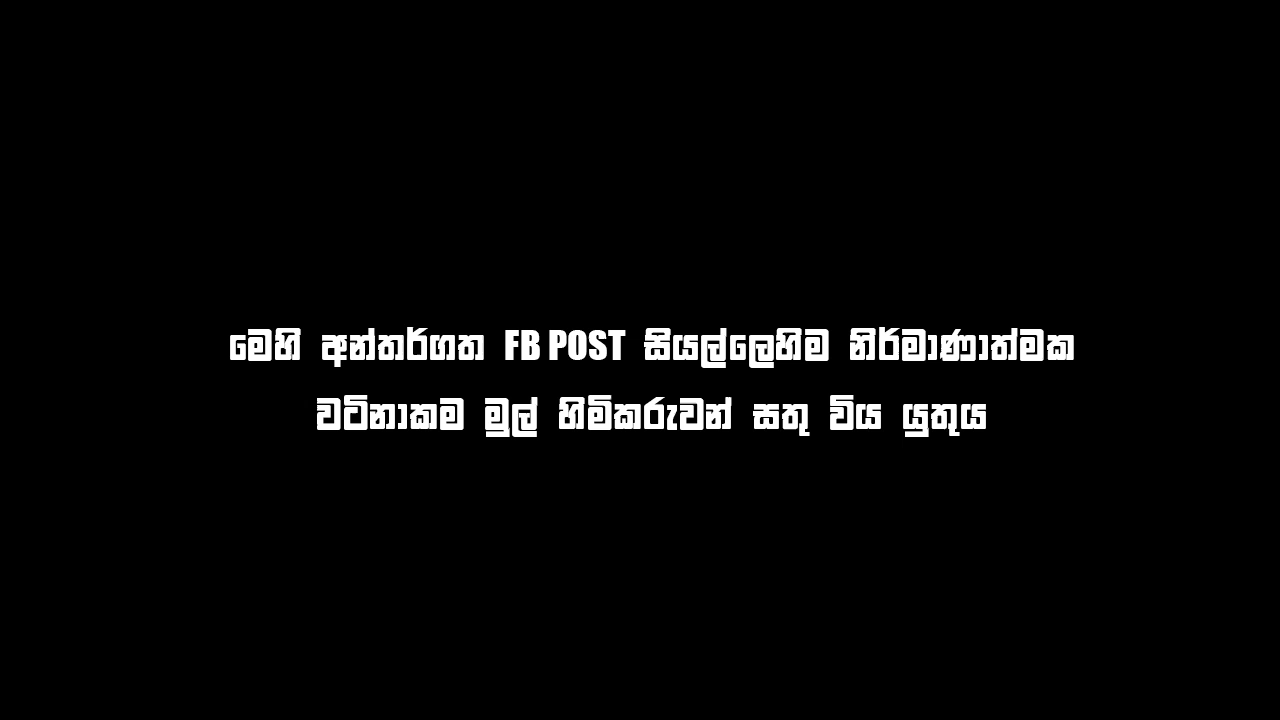 මෙහි අන්තර්ගත FB POST සියල්ලෙහිම නිර්මාණාත්මක
වටිනාකම මුල් හිමිකරුවන් සතු විය යුතුය